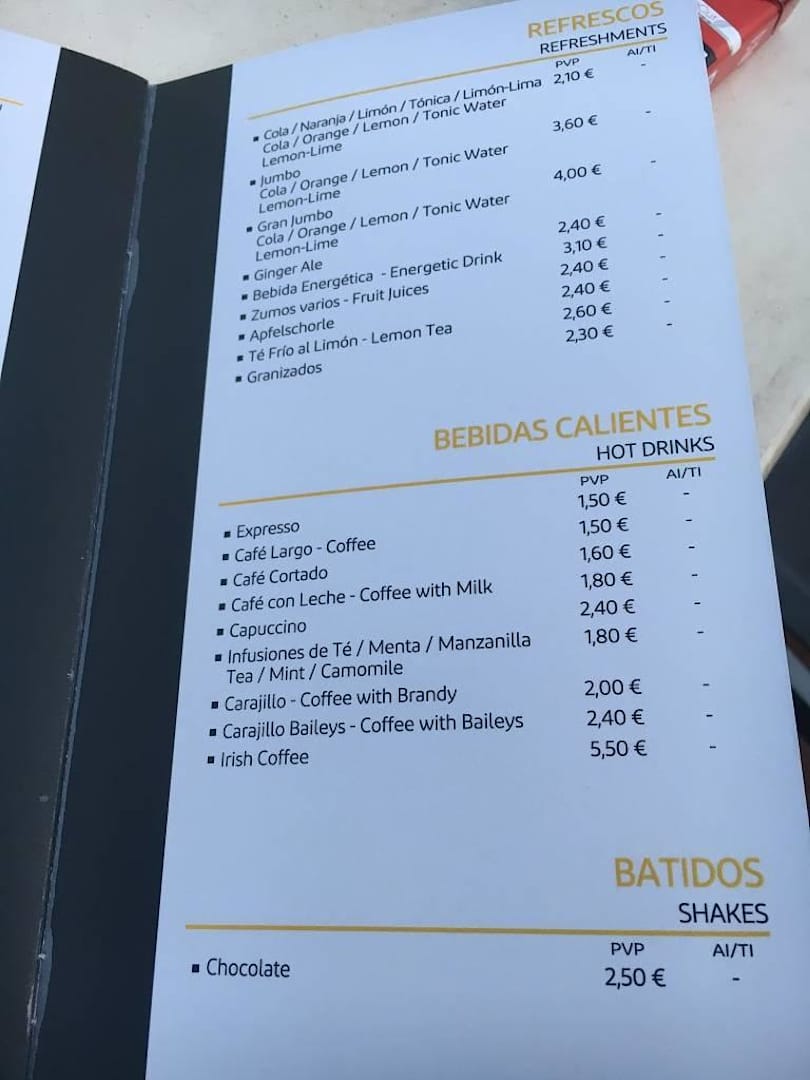 REFRESCOS
REFRESHMENTS
PVP AI/TI
▪ Cola / Naranja / Limón / Tónica / Limón-Lima 2,10 € -
Cola / Orange / Lemon / Tonic Water
Lemon-Lime
▪ Jumbo 3,60 € -
Cola / Orange / Lemon / Tonic Water
Lemon-Lime
▪ Gran Jumbo 4,00 € -
Cola / Orange / Lemon / Tonic Water
Lemon-Lime
▪ Ginger Ale 2,40 € -
▪ Bebida Energética - Energetic Drink 3,10 € -
▪ Zumos varios - Fruit Juices 2,40 € -
▪ Apfelschorle 2,40 € -
▪ Té Frío al Limón - Lemon Tea 2,60 € -
▪ Granizados 2,30 € -
BEBIDAS CALIENTES
HOT DRINKS
PVP AI/TI
▪ Expresso 1,50 € -
▪ Café Largo - Coffee 1,50 € -
▪ Café Cortado 1,60 € -
▪ Café con Leche - Coffee with Milk 1,80 € -
▪ Capuccino 2,40 € -
▪ Infusiones de Té / Menta / Manzanilla 1,80 € -
Tea / Mint / Camomile
▪ Carajillo - Coffee with Brandy 2,00 € -
▪ Carajillo Baileys - Coffee with Baileys 2,40 € -
▪ Irish Coffee 5,50 € -
BATIDOS
SHAKES
PVP AI/TI
▪ Chocolate 2,50 € -